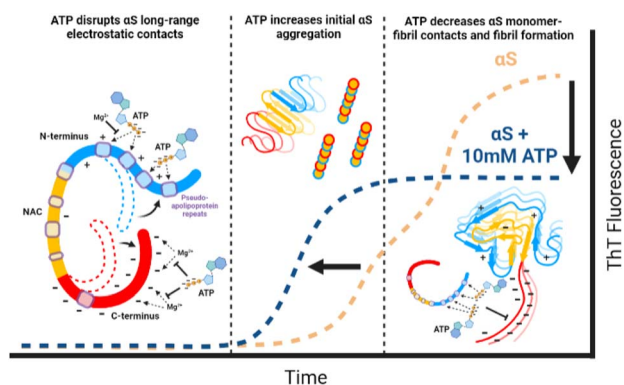 ATP disrupts αS long-range
electrostatic contacts
ATP increases initial αS
aggregation
ATP decreases αS monomer-
fibril contacts and fibril formation
αS
αS +
10mM ATP
Mg²⁺
ATP
N-terminus
+
+
+
ATP
+
Pseudo-
apolipoprotein
repeats
NAC
-
Mg²⁺
ATP
Mg²⁺
C-terminus
+
-
+
+
+
ATP
ThT Fluorescence
Time